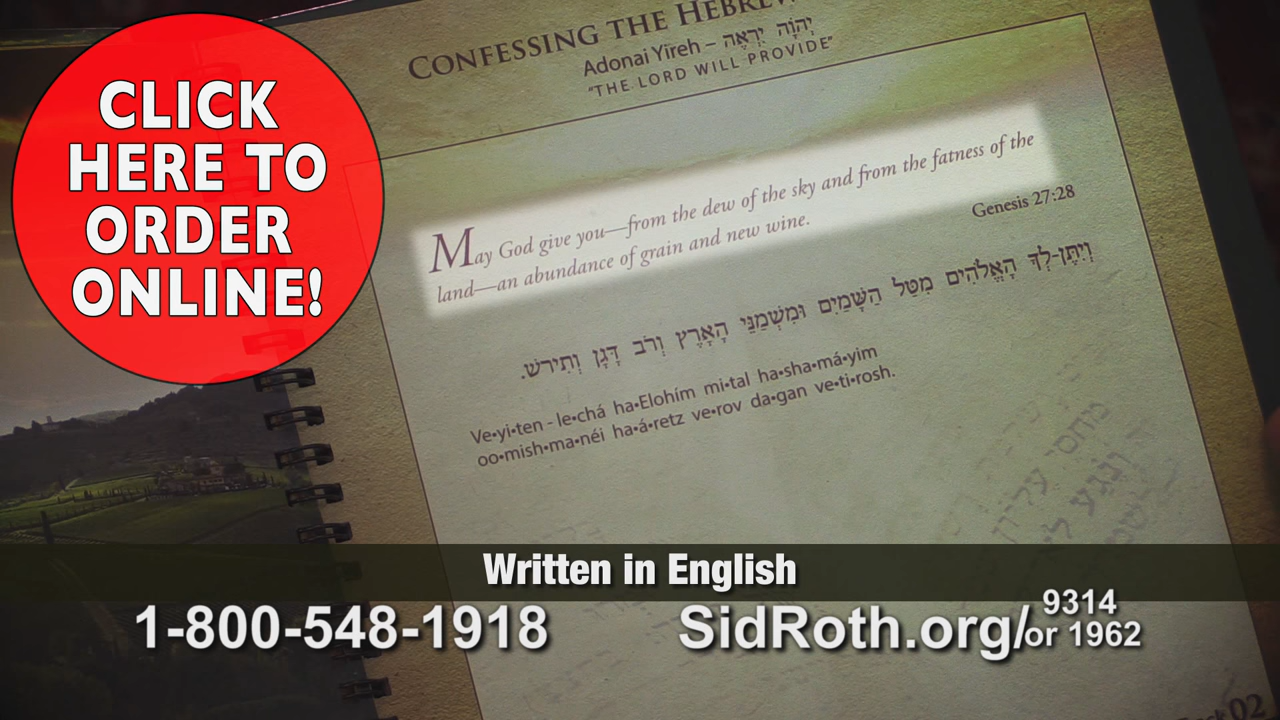 CLICK
HERE TO
ORDER
ONLINE!
CONFESSING THE
Adonai Yireh – יְהוָֹה יִרְאֶה
"THE LORD WILL PROVIDE"
May God give you—from the dew of the sky and from the fatness of the
land—an abundance of grain and new wine.
Genesis 27:28
וְיִתֶּן-לְךָ הָאֱלֹהִים מִטַּל הַשָּׁמַיִם וּמִשְׁמַנֵּי הָאָרֶץ וְרֹב דָּגָן וְתִירֹשׁ.
Ve•yi•ten - le•chá ha•Elohím mi•tal ha•sha•má•yim
oo•mish•ma•néi ha•á•retz ve•rov da•gan ve•ti•rosh.
Written in English
1-800-548-1918
SidRoth.org/ 9314
or 1962
02